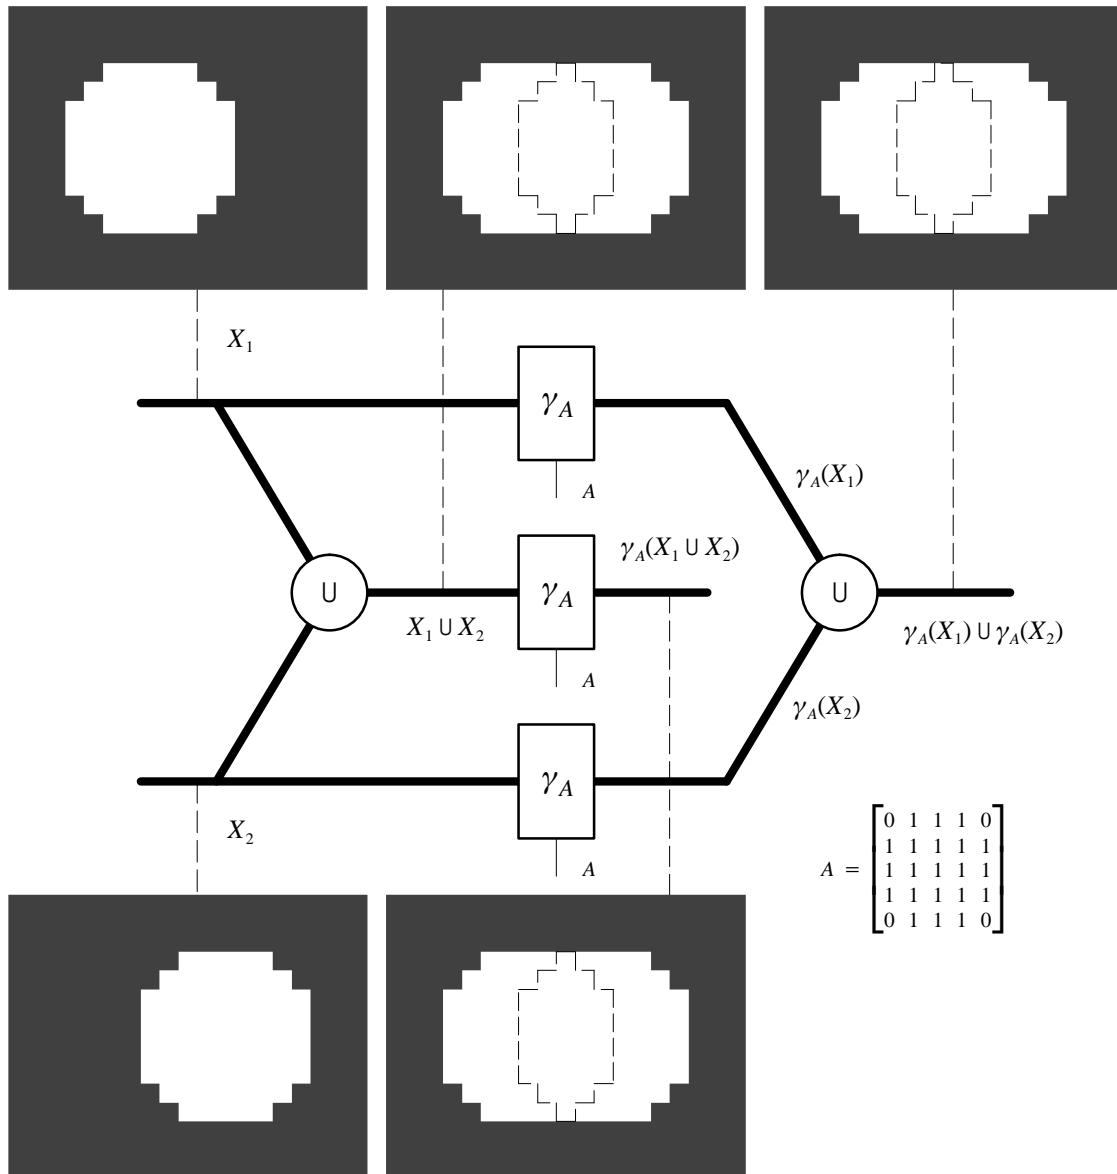 X₁
γ_A
A
γ_A(X₁)
γ_A(X₁ ∪ X₂)
∪
γ_A
∪
X₁ ∪ X₂
γ_A(X₁) ∪ γ_A(X₂)
A
γ_A(X₂)
γ_A
X₂
A
A =
0 1 1 1 0
1 1 1 1 1
1 1 1 1 1
1 1 1 1 1
0 1 1 1 0